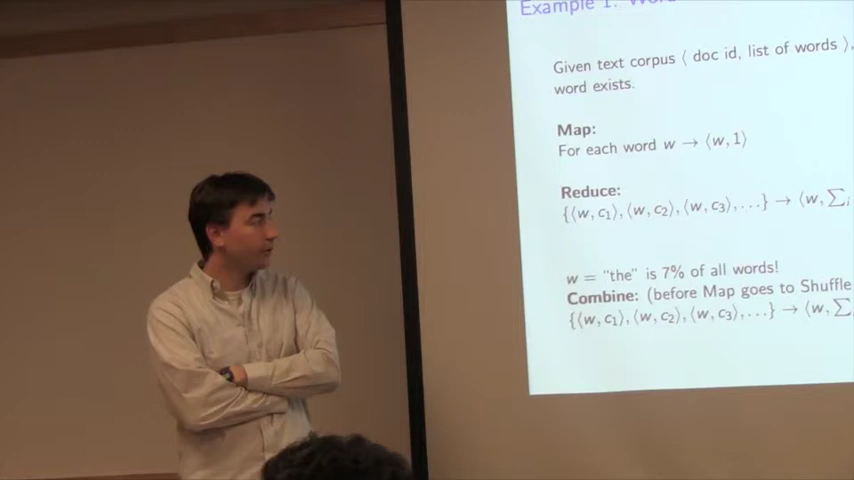 Example 1: Word
Given text corpus ⟨ doc id, list of words ⟩,
word exists.
Map:
For each word w → ⟨w, 1⟩
Reduce:
{⟨w, c₁⟩, ⟨w, c₂⟩, ⟨w, c₃⟩, . . .} → ⟨w, ∑ᵢ
w = "the" is 7% of all words!
Combine: (before Map goes to Shuffle
{⟨w, c₁⟩, ⟨w, c₂⟩, ⟨w, c₃⟩, . . .} → ⟨w, ∑